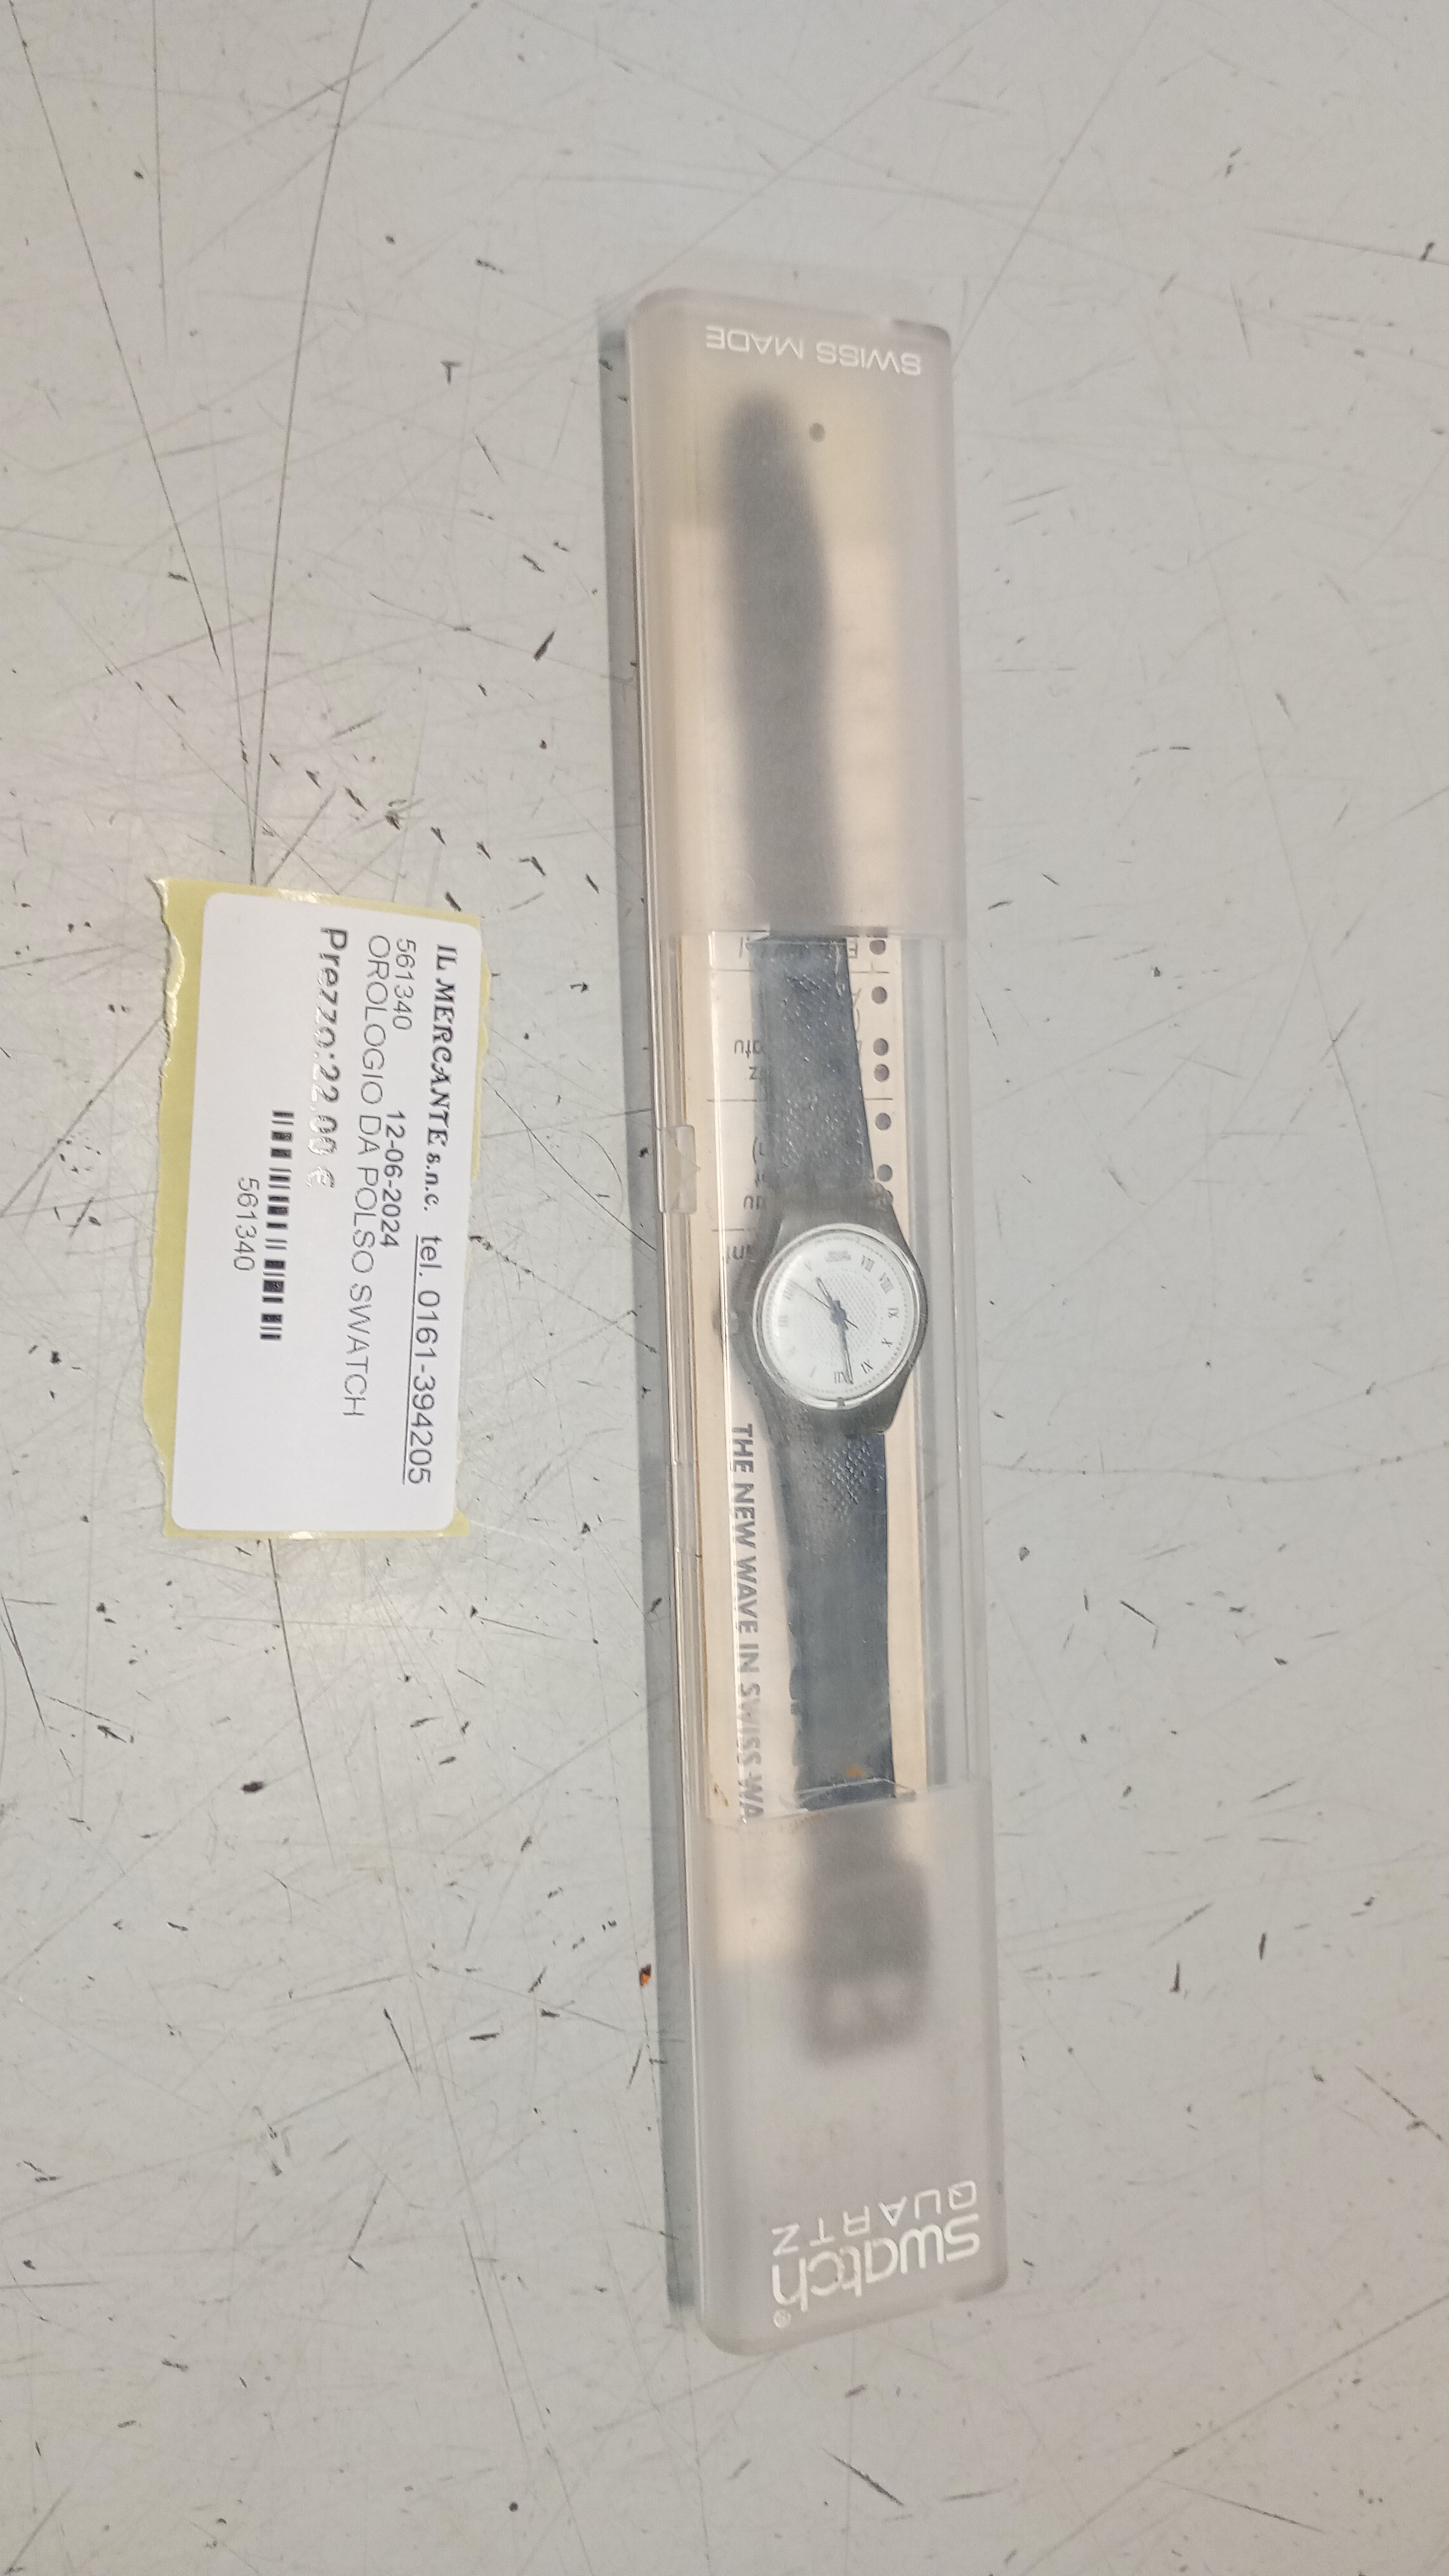 IL MERCANTE s.n.c. tel. 0161-394205
561340 12-06-2024
OROLOGIO DA POLSO SWATCH
Prezzo:22.00 €
561340
SWISS MADE
THE NEW WAVE IN SWISS WA
swatch®
QUARTZ